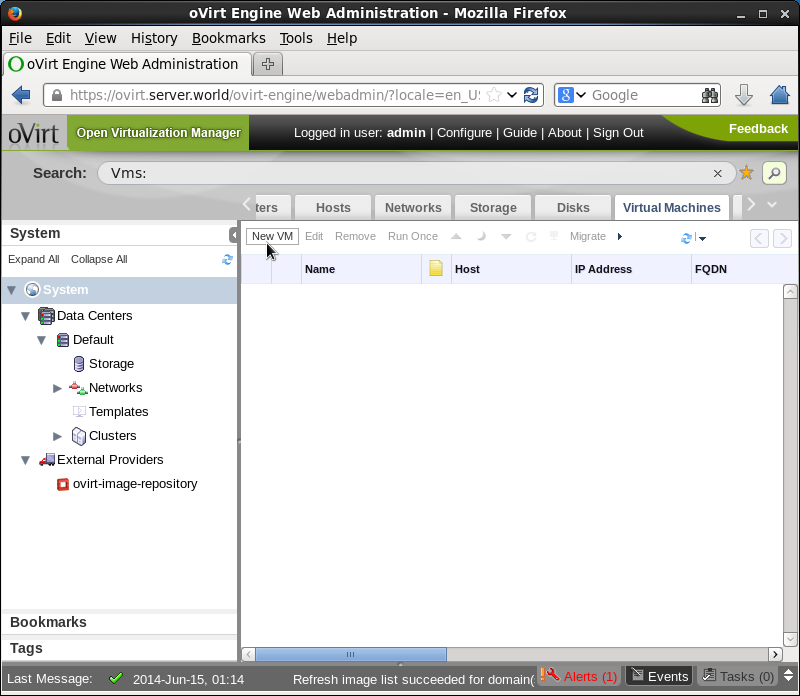 oVirt Engine Web Administration - Mozilla Firefox
File Edit View History Bookmarks Tools Help
oVirt Engine Web Administration
https://ovirt.server.world/ovirt-engine/webadmin/?locale=en_US Google
oVirt Open Virtualization Manager Logged in user: admin | Configure | Guide | About | Sign Out Feedback
Search: Vms:
ters Hosts Networks Storage Disks Virtual Machines
System
New VM Edit Remove Run Once Migrate
Expand All Collapse All
Name Host IP Address FQDN
System
Data Centers
Default
Storage
Networks
Templates
Clusters
External Providers
ovirt-image-repository
Bookmarks
Tags
Last Message: 2014-Jun-15, 01:14 Refresh image list succeeded for domain( Alerts (1) Events Tasks (0)